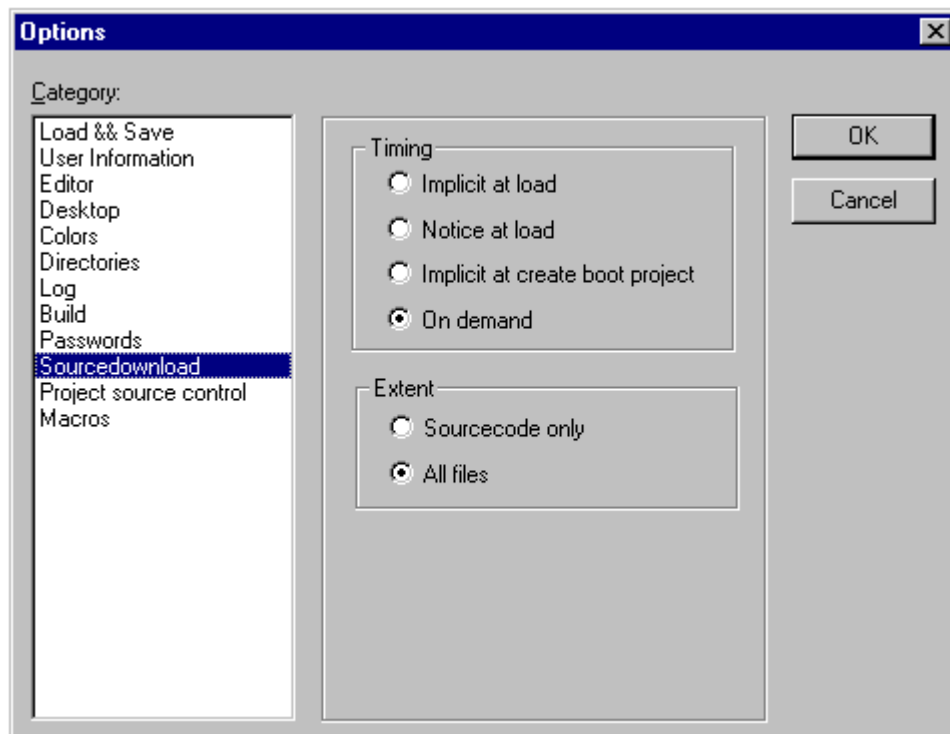 Options
Category:
Load && Save
User Information
Editor
Desktop
Colors
Directories
Log
Build
Passwords
Sourcedownload
Project source control
Macros
Timing
Implicit at load
Notice at load
Implicit at create boot project
On demand
Extent
Sourcecode only
All files
OK
Cancel